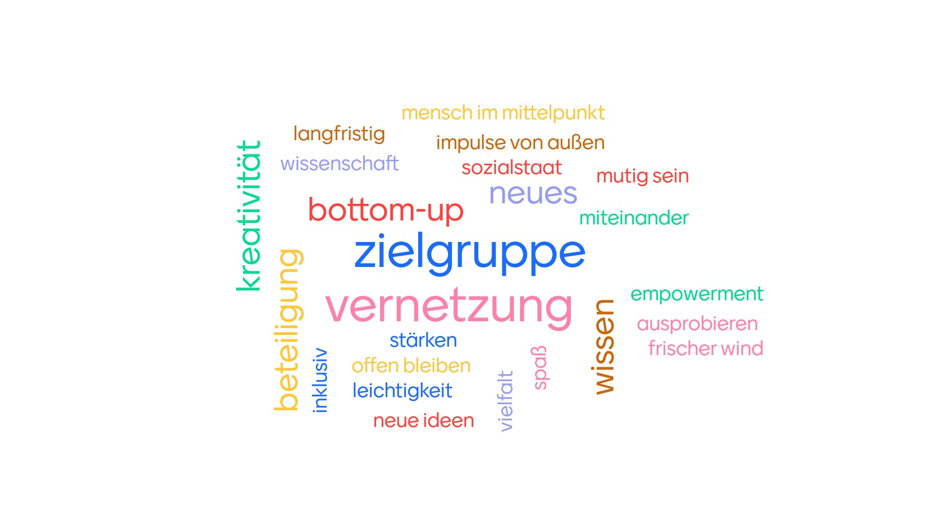 mensch im mittelpunkt
langfristig
impulse von außen
wissenschaft
sozialstaat
mutig sein
kreativität
neues
bottom-up
miteinander
zielgruppe
beteiligung
vernetzung
empowerment
wissen
ausprobieren
stärken
frischer wind
inklusiv
offen bleiben
spaß
leichtigkeit
vielfalt
neue ideen